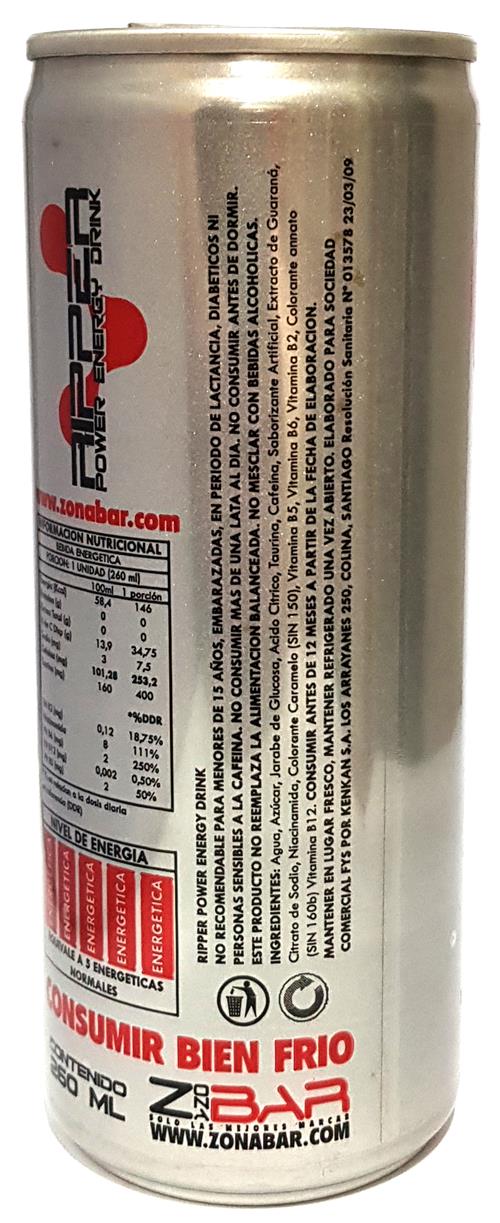 RIPPER
POWER ENERGY DRINK
www.zonabar.com
INFORMACION NUTRICIONAL
BEBIDA ENERGETICA
PORCION: 1 UNIDAD (260 ml)
100ml 1 porción
58,4 146
0 0
0 0
13,9 34,75
3 7,5
101,28 253,2
160 400
*%DDR
0,12 18,75%
8 111%
2 250%
0,002 0,50%
2 50%
a la dosis diaria
(DDR)
NIVEL DE ENERGIA
ENERGETICA
ENERGETICA
ENERGETICA
ENERGETICA
ENERGETICA
EQUIVALE A 5 ENERGETICAS
NORMALES
RIPPER POWER ENERGY DRINK
NO RECOMENDABLE PARA MENORES DE 15 AÑOS, EMBARAZADAS, EN PERIODO DE LACTANCIA, DIABETICOS NI
PERSONAS SENSIBLES A LA CAFEINA. NO CONSUMIR MAS DE UNA LATA AL DIA. NO CONSUMIR ANTES DE DORMIR.
ESTE PRODUCTO NO REEMPLAZA LA ALIMENTACION BALANCEADA. NO MESCLAR CON BEBIDAS ALCOHOLICAS.
INGREDIENTES: Agua, Azúcar, Jarabe de Glucosa, Acido Cítrico, Taurina, Cafeína, Saborizante Artificial, Extracto de Guaraná,
Citrato de Sodio, Niacinamida, Colorante Caramelo (SIN 150), Vitamina B5, Vitamina B6, Vitamina B2, Colorante annato
(SIN 160b) Vitamina B12. CONSUMIR ANTES DE 12 MESES A PARTIR DE LA FECHA DE ELABORACION.
MANTENER EN LUGAR FRESCO, MANTENER REFRIGERADO UNA VEZ ABIERTO. ELABORADO PARA SOCIEDAD
COMERCIAL FYS POR KENKAN S.A. LOS ARRAYANES 250, COLINA, SANTIAGO Resolución Sanitaria N° 013578 23/03/09
CONSUMIR BIEN FRIO
CONTENIDO
260 ML
ZONABAR
SOLO LAS MEJORES MARCAS
WWW.ZONABAR.COM